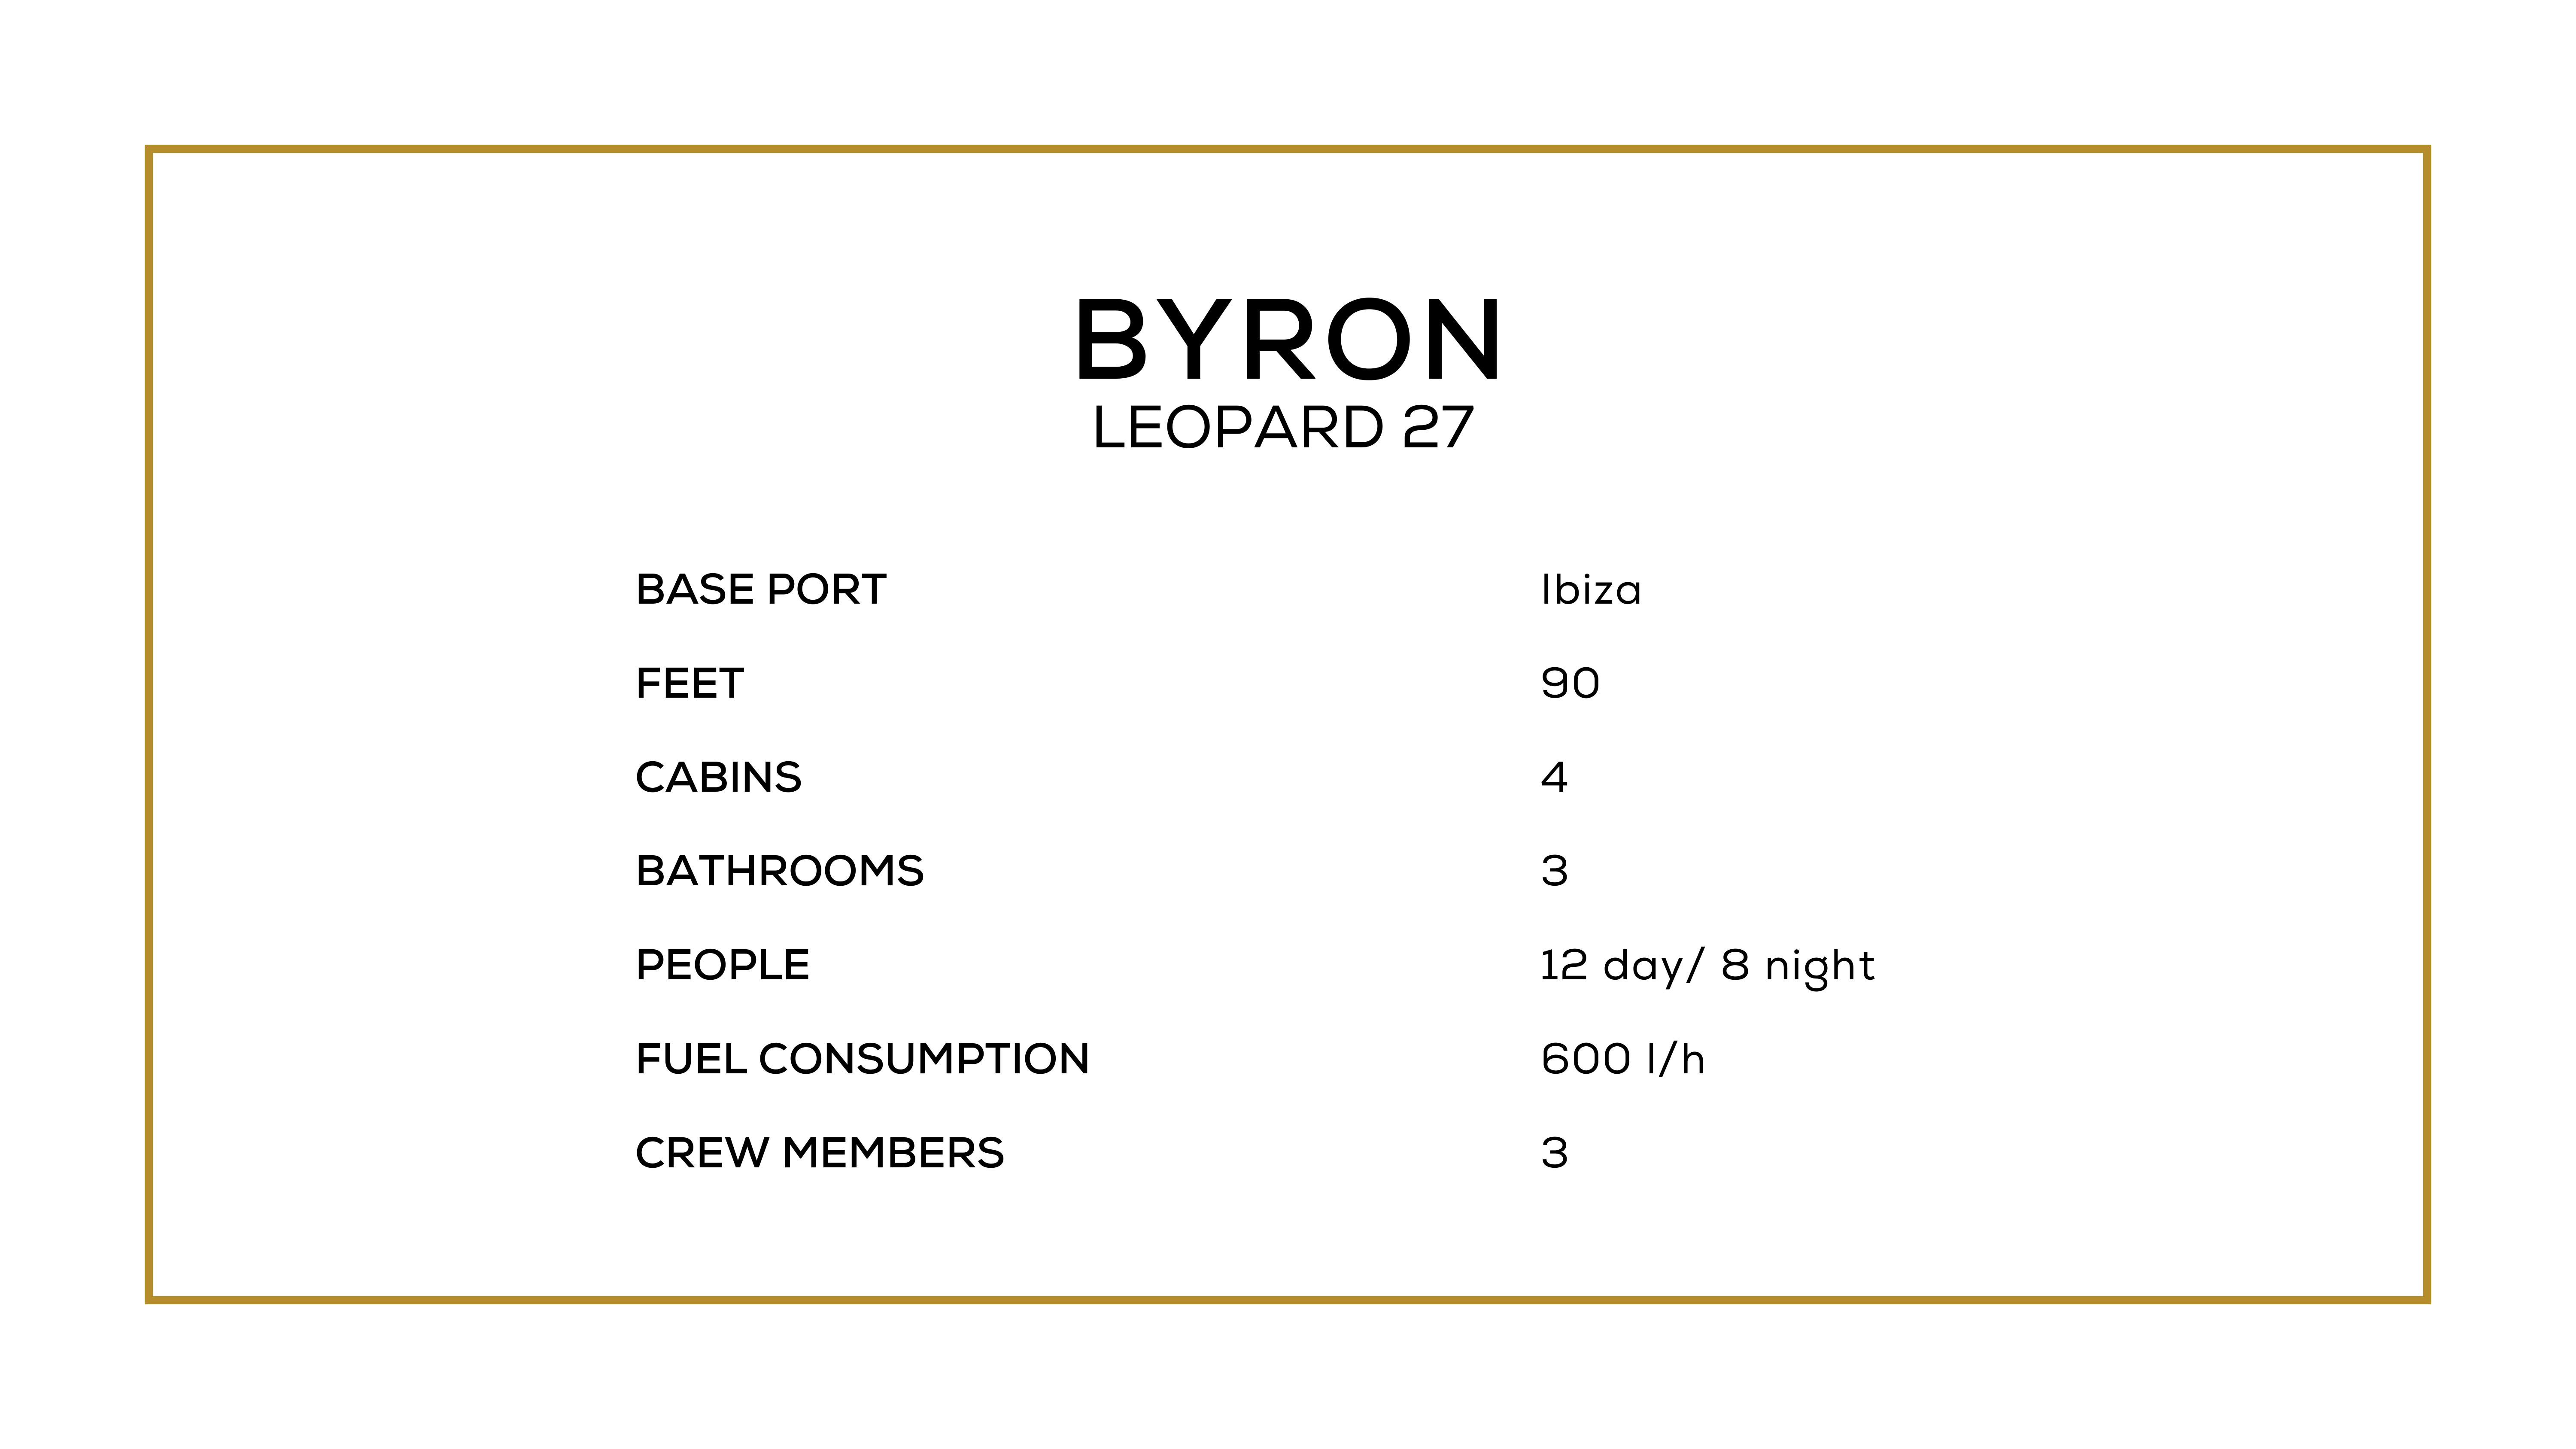 BYRON
LEOPARD 27
BASE PORT Ibiza
FEET 90
CABINS 4
BATHROOMS 3
PEOPLE 12 day/ 8 night
FUEL CONSUMPTION 600 l/h
CREW MEMBERS 3